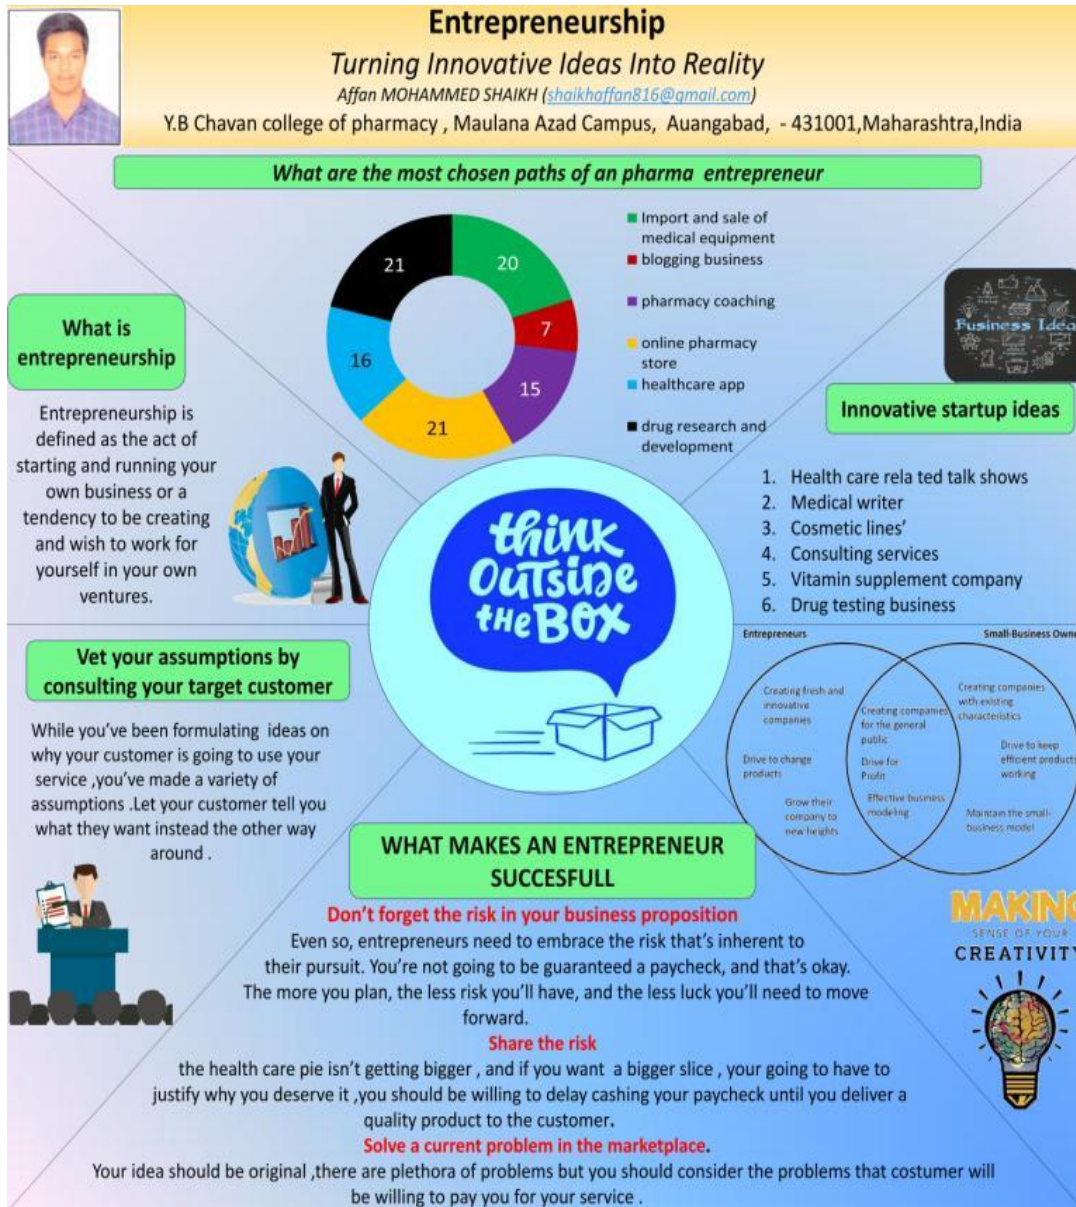 Entrepreneurship
Turning Innovative Ideas Into Reality
Affan MOHAMMED SHAIKH (shaikhaffan816@gmail.com)
Y.B Chavan college of pharmacy , Maulana Azad Campus, Auangabad, - 431001,Maharashtra,India
What are the most chosen paths of an pharma entrepreneur
21
20
7
16
15
21
Import and sale of
medical equipment
blogging business
pharmacy coaching
online pharmacy
store
healthcare app
drug research and
development
What is
entrepreneurship
Entrepreneurship is
defined as the act of
starting and running your
own business or a
tendency to be creating
and wish to work for
yourself in your own
ventures.
Business Idea
Innovative startup ideas
1. Health care rela ted talk shows
2. Medical writer
3. Cosmetic lines’
4. Consulting services
5. Vitamin supplement company
6. Drug testing business
think
Outside
the Box
Vet your assumptions by
consulting your target customer
While you’ve been formulating ideas on
why your customer is going to use your
service ,you’ve made a variety of
assumptions .Let your customer tell you
what they want instead the other way
around .
Entrepreneurs
Small-Business Owne
Creating fresh and
innovative
companies
Drive to change
products
Grow their
company to
new heights
Creating companies
for the general
public
Drive for
Profit
Effective business
modeling
Creating companies
with existing
characteristics
Drive to keep
efficient products
working
Maintain the small-
business model
WHAT MAKES AN ENTREPRENEUR
SUCCESFULL
Don’t forget the risk in your business proposition
Even so, entrepreneurs need to embrace the risk that’s inherent to
their pursuit. You’re not going to be guaranteed a paycheck, and that’s okay.
The more you plan, the less risk you’ll have, and the less luck you’ll need to move
forward.
Share the risk
the health care pie isn’t getting bigger , and if you want a bigger slice , your going to have to
justify why you deserve it ,you should be willing to delay cashing your paycheck until you deliver a
quality product to the customer.
Solve a current problem in the marketplace.
Your idea should be original ,there are plethora of problems but you should consider the problems that costumer will
be willing to pay you for your service .
MAKING
SENSE OF YOUR
CREATIVITY